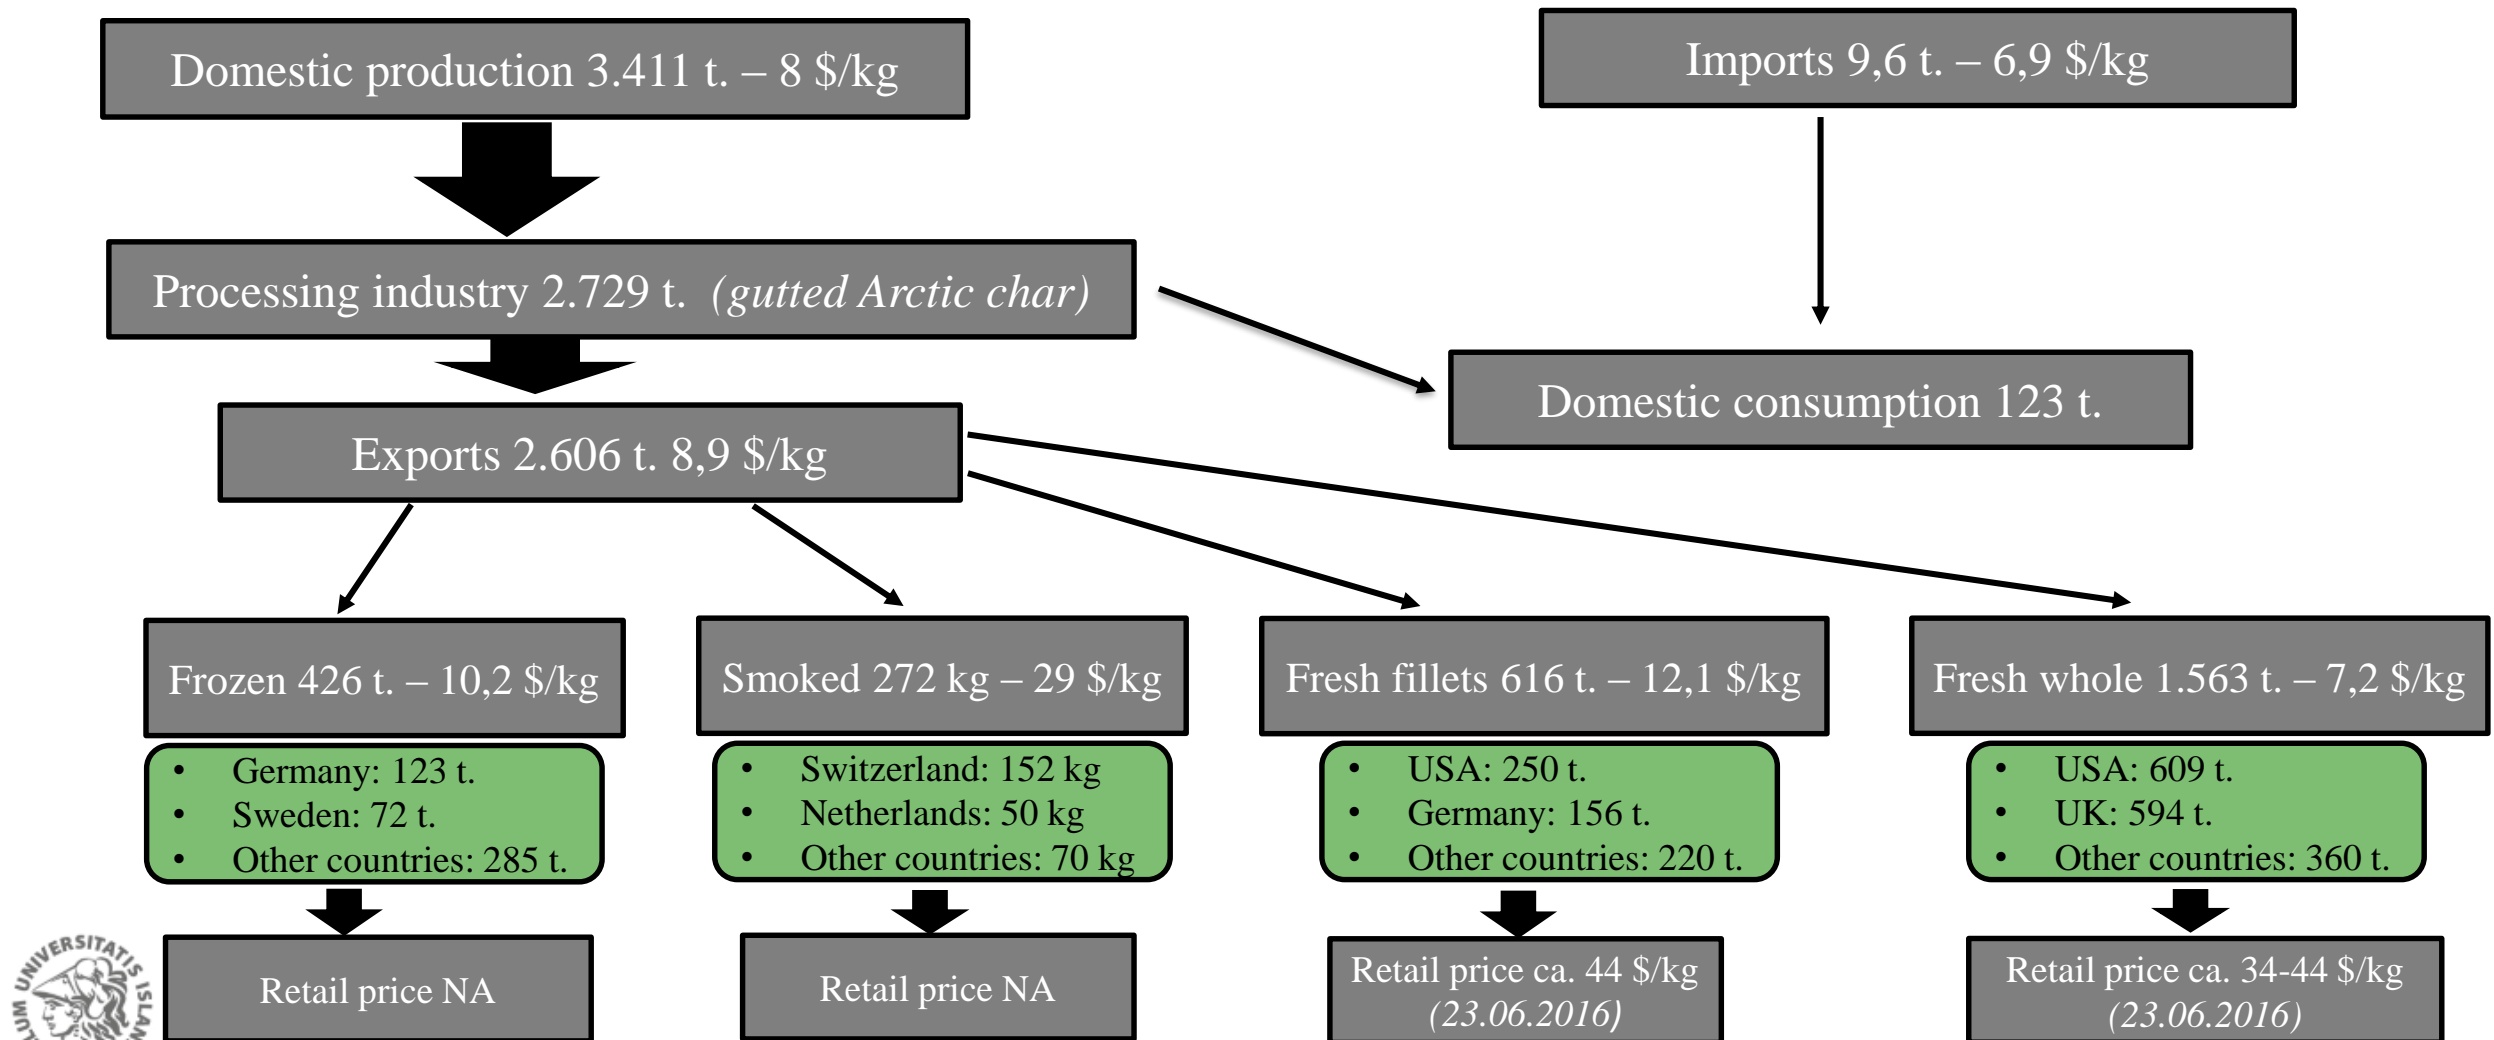 Domestic production 3.411 t. – 8 $/kg
Imports 9,6 t. – 6,9 $/kg
Processing industry 2.729 t. (gutted Arctic char)
Domestic consumption 123 t.
Exports 2.606 t. 8,9 $/kg
Frozen 426 t. – 10,2 $/kg
Smoked 272 kg – 29 $/kg
Fresh fillets 616 t. – 12,1 $/kg
Fresh whole 1.563 t. – 7,2 $/kg
• Germany: 123 t.
• Sweden: 72 t.
• Other countries: 285 t.
• Switzerland: 152 kg
• Netherlands: 50 kg
• Other countries: 70 kg
• USA: 250 t.
• Germany: 156 t.
• Other countries: 220 t.
• USA: 609 t.
• UK: 594 t.
• Other countries: 360 t.
Retail price NA
Retail price NA
Retail price ca. 44 $/kg
(23.06.2016)
Retail price ca. 34-44 $/kg
(23.06.2016)
UNIVERSITATIS